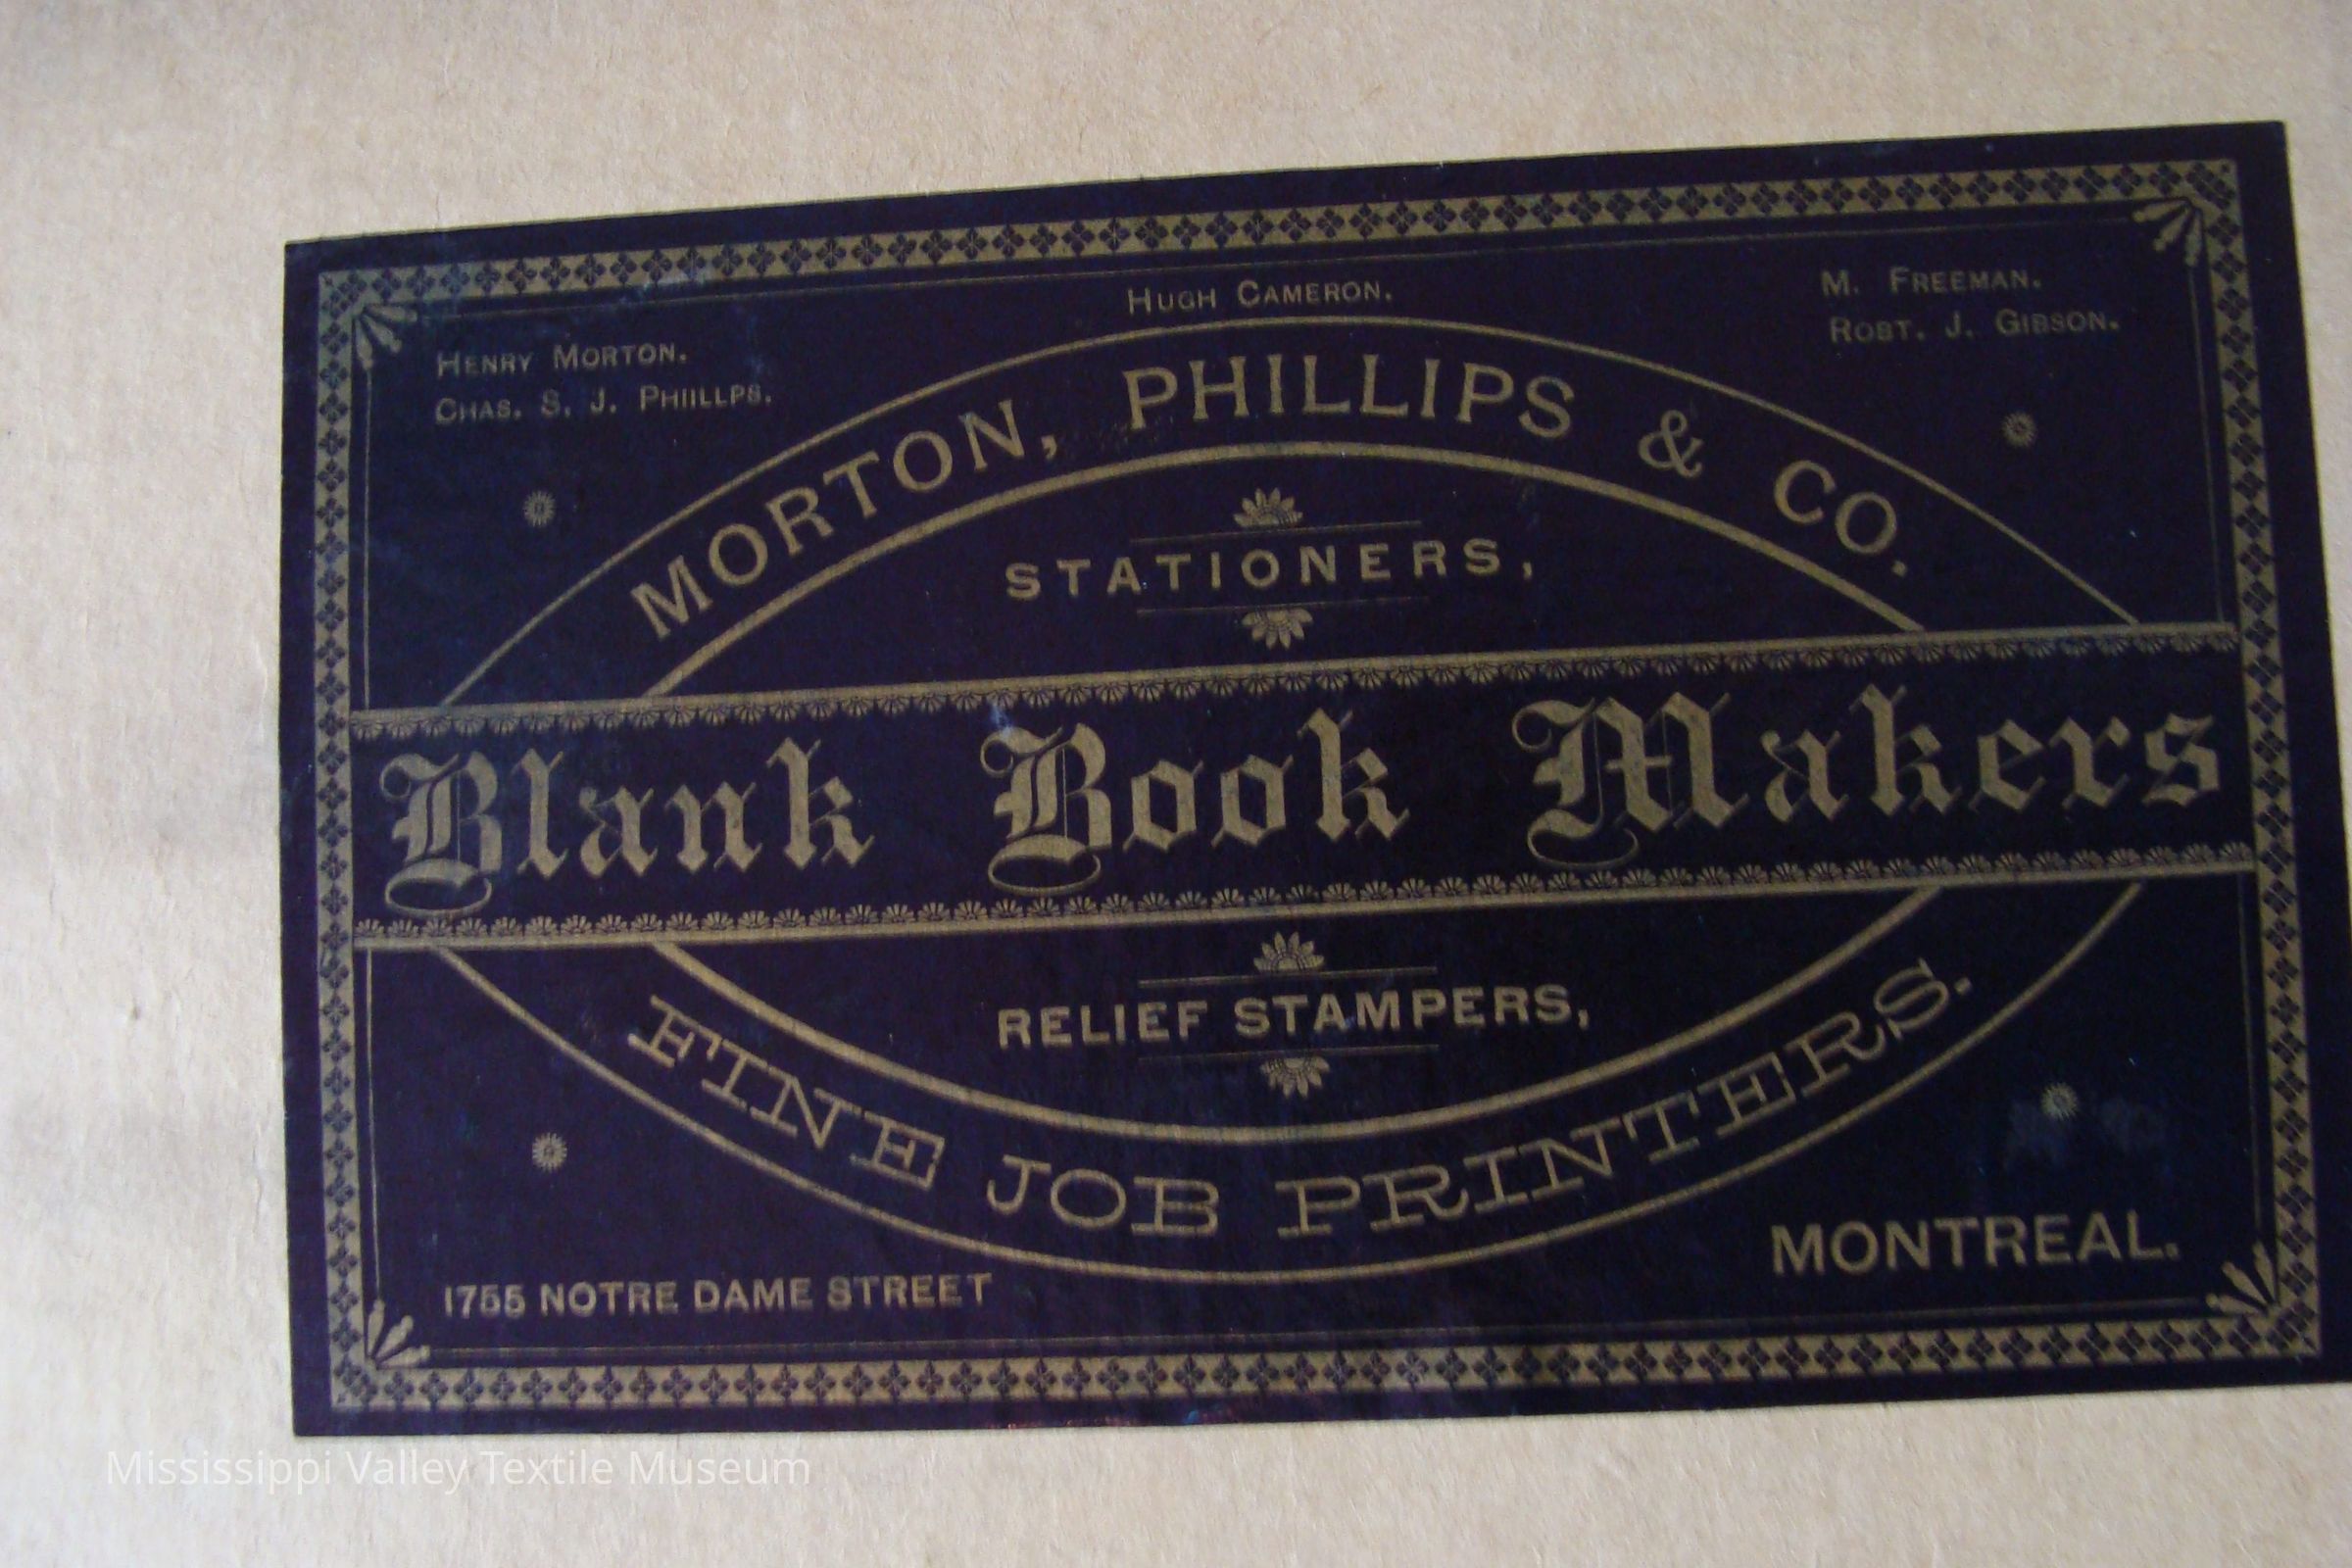 Hugh Cameron.
Henry Morton.
Chas. S. J. Phiillps.
M. Freeman.
Robt. J. Gibson.
MORTON, PHILLIPS & CO.
STATIONERS,
Blank Book Makers
RELIEF STAMPERS,
FINE JOB PRINTERS.
1755 NOTRE DAME STREET
MONTREAL.
Mississippi Valley Textile Museum